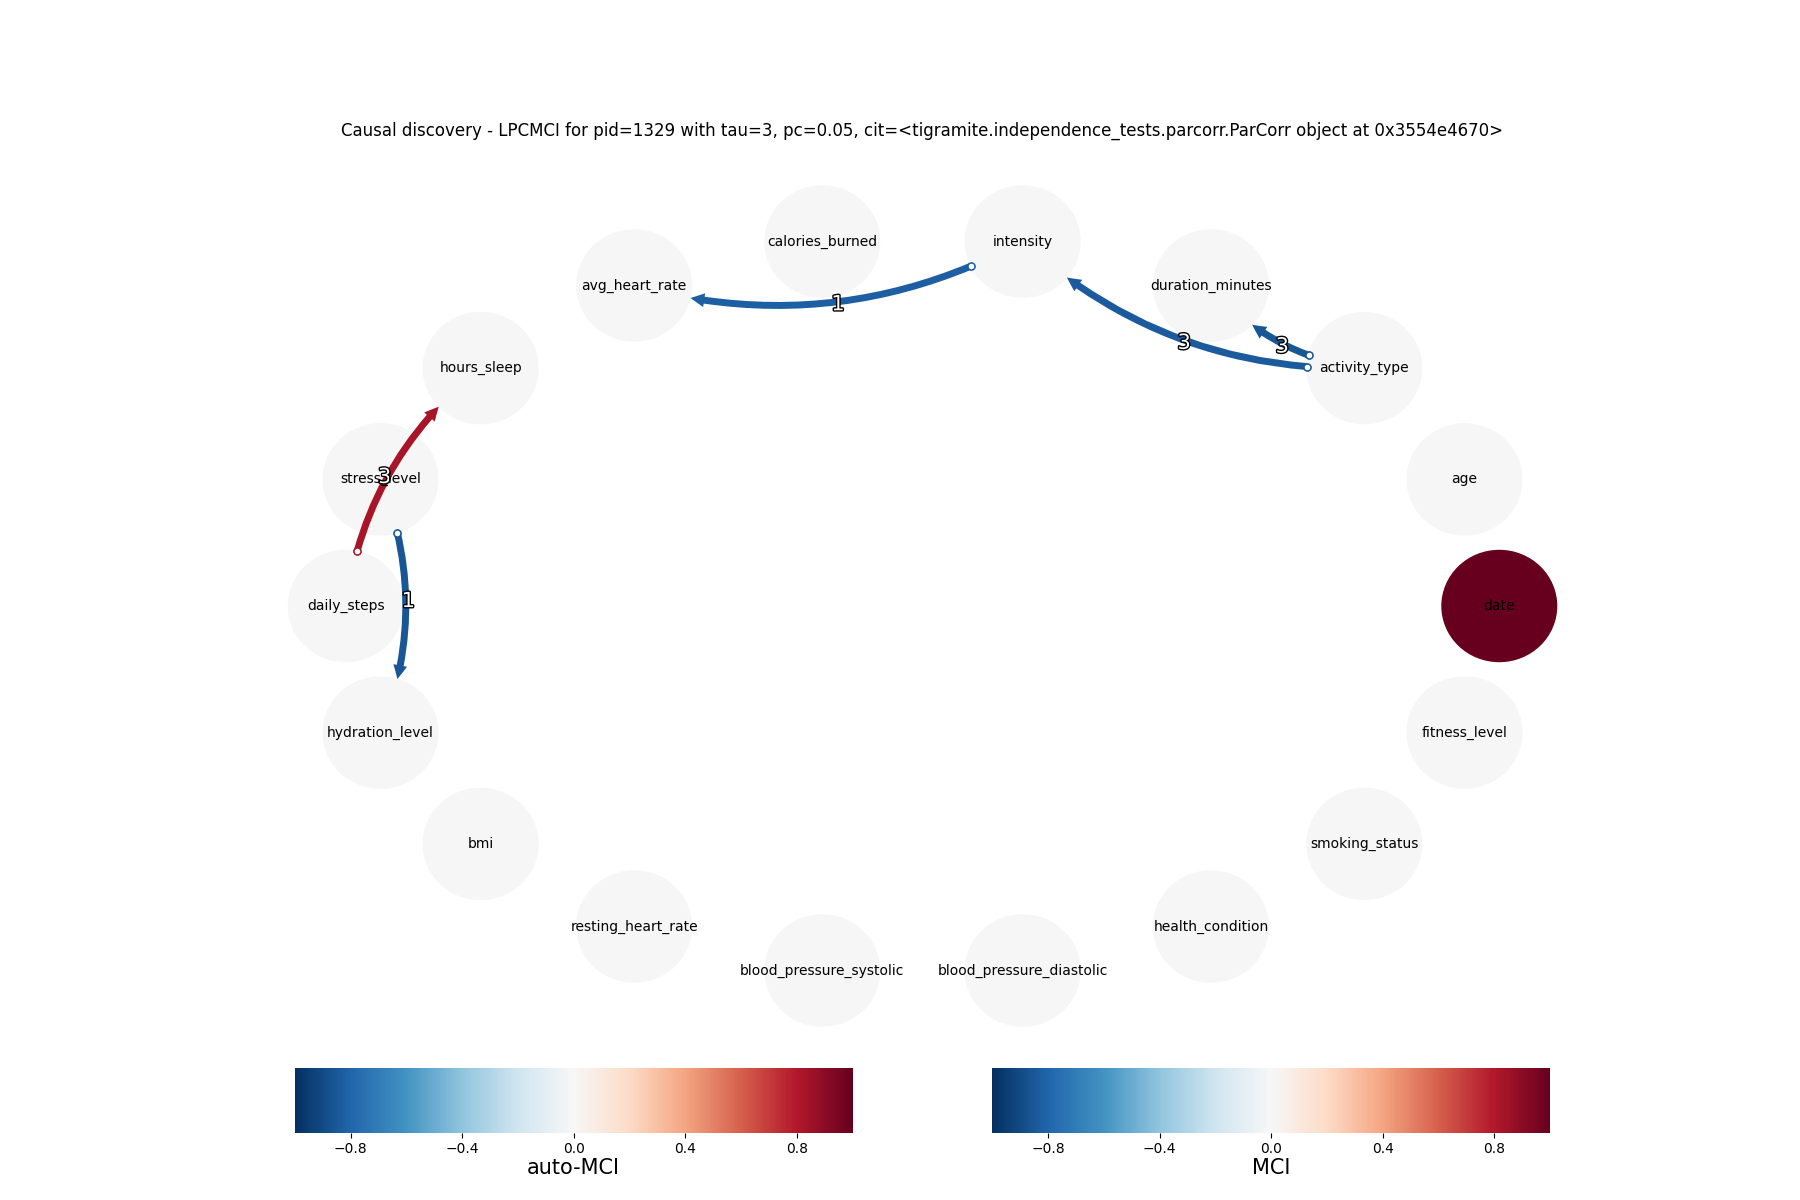 Causal discovery - LPCMCI for pid=1329 with tau=3, pc=0.05, cit=<tigramite.independence_tests.parcorr.ParCorr object at 0x3554e4670>
calories_burned
intensity
avg_heart_rate
duration_minutes
1
3
3
hours_sleep
activity_type
stress_level
3
age
1
daily_steps
date
hydration_level
fitness_level
bmi
smoking_status
resting_heart_rate
health_condition
blood_pressure_systolic
blood_pressure_diastolic
−0.8 −0.4 0.0 0.4 0.8
auto-MCI
−0.8 −0.4 0.0 0.4 0.8
MCI